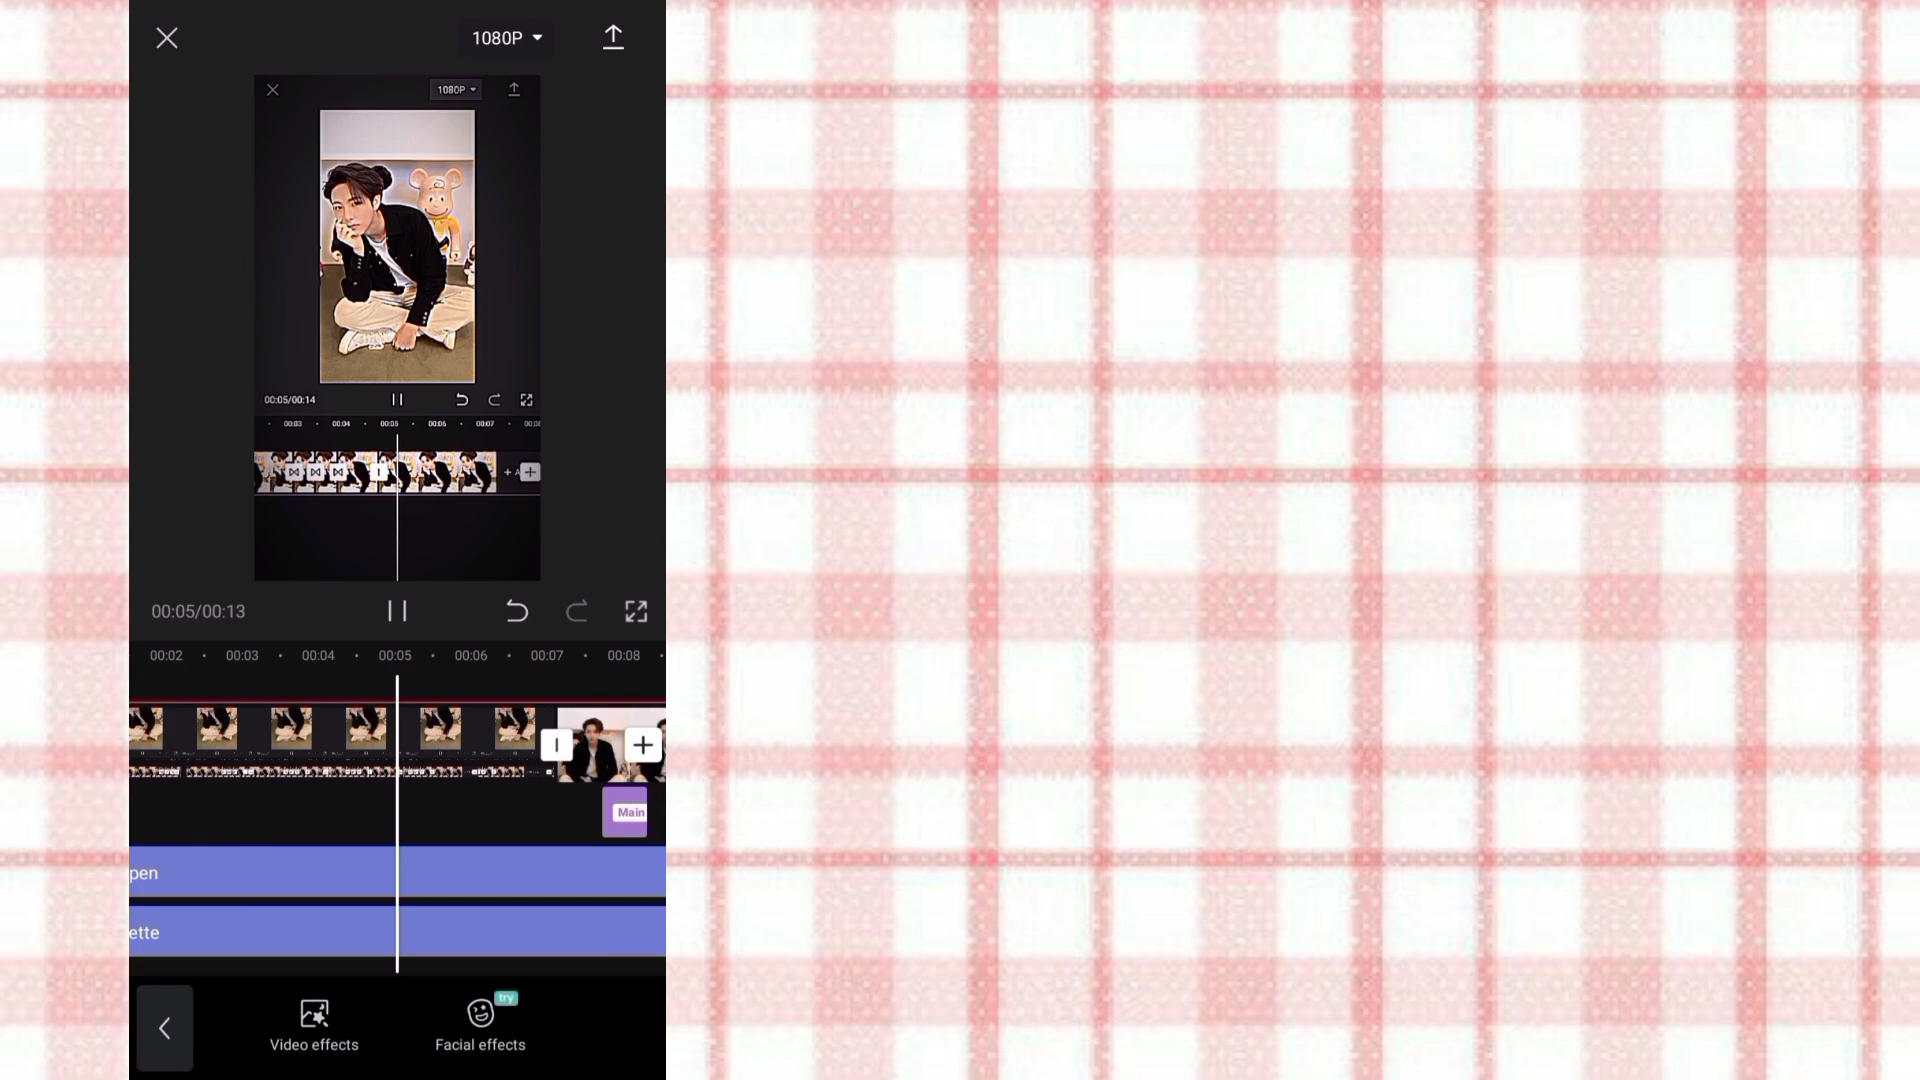 1080P
1080P
00:05/00:14
00:03 00:04 00:05 00:06 00:07
00:05/00:13
00:02 00:03 00:04 00:05 00:06 00:07 00:08
Main
pen
ette
try
Video effects
Facial effects